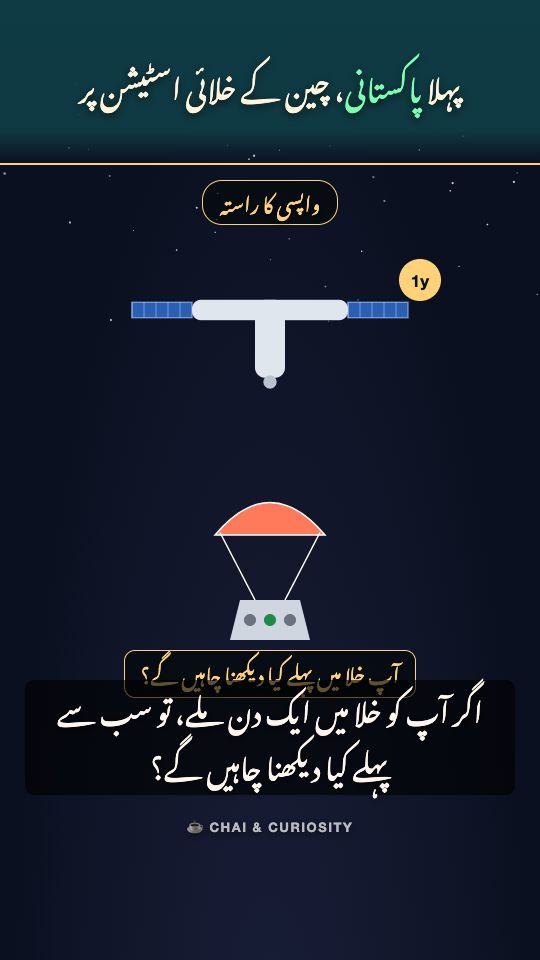 پہلا پاکستانی، چین کے خلائی اسٹیشن پر
واپسی کا راستہ
1y
آپ خلا میں پہلے کیا دیکھنا چاہیں گے؟
اگر آپ کو خلا میں ایک دن ملے، تو سب سے
پہلے کیا دیکھنا چاہیں گے؟
CHAI & CURIOSITY